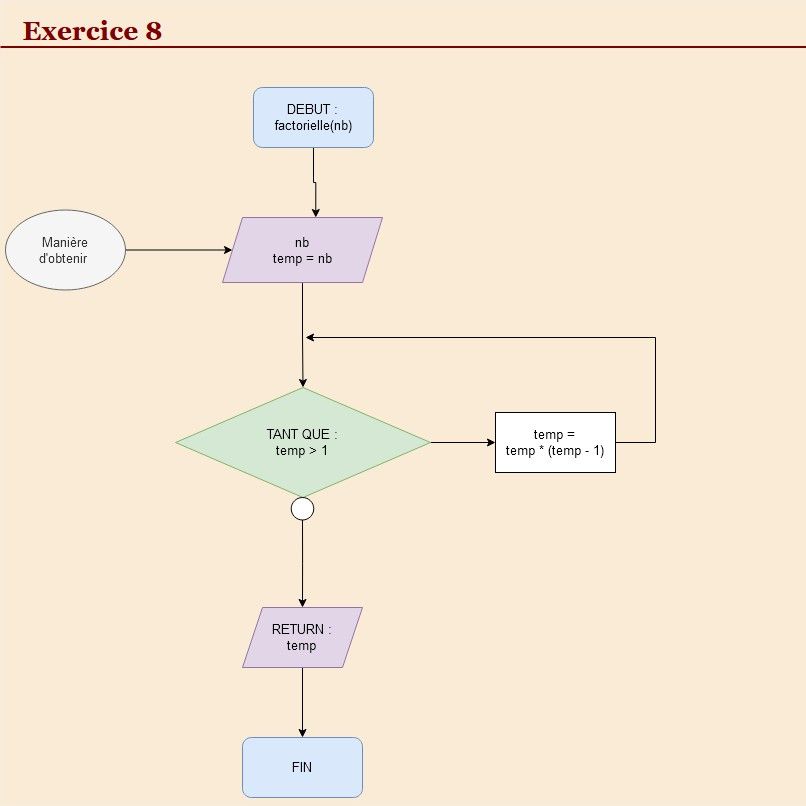 Exercice 8
DEBUT :
factorielle(nb)
Manière
d'obtenir
nb
temp = nb
TANT QUE :
temp > 1
temp =
temp * (temp - 1)
RETURN :
temp
FIN